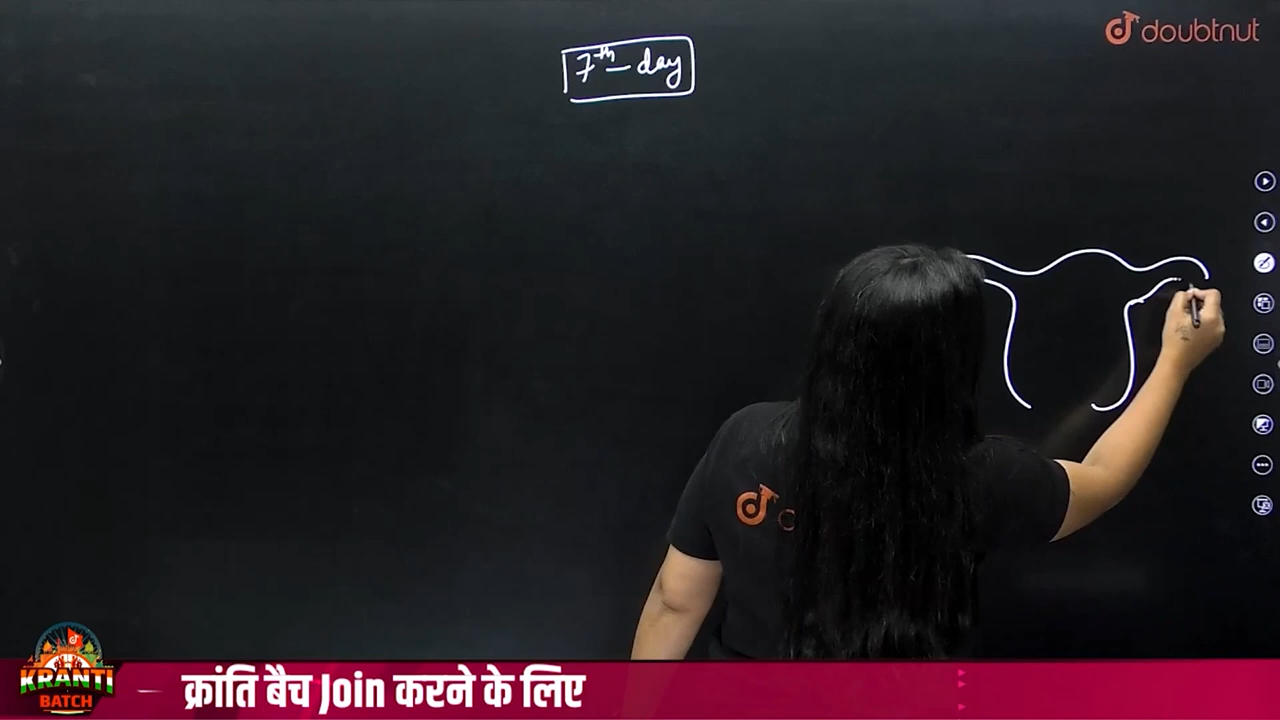 doubtnut
7th - day
KRANTI
BATCH
क्रांति बैच Join करने के लिए